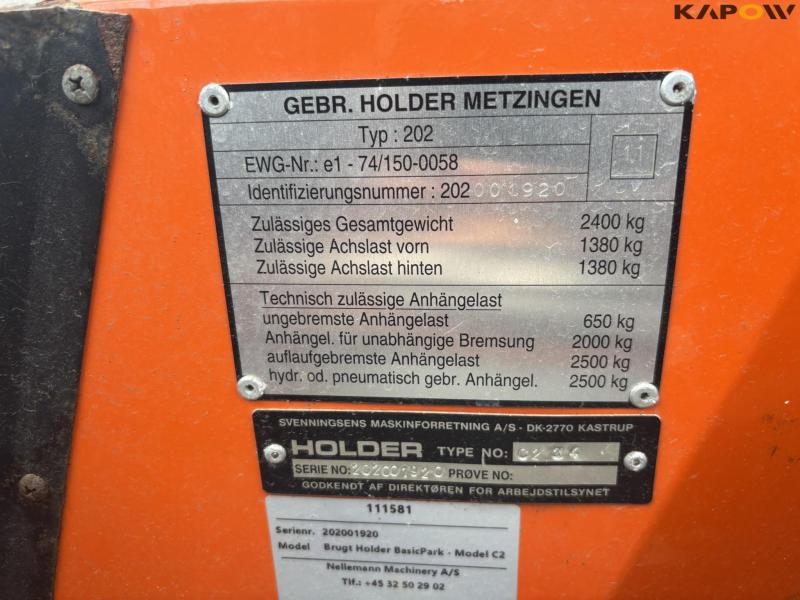 KAPOW
GEBR. HOLDER METZINGEN
Typ : 202
EWG-Nr.: e1 - 74/150-0058
Identifizierungsnummer : 202 001920
Zulässiges Gesamtgewicht 2400 kg
Zulässige Achslast vorn 1380 kg
Zulässige Achslast hinten 1380 kg
Technisch zulässige Anhängelast
ungebremste Anhängelast 650 kg
Anhängel. für unabhängige Bremsung 2000 kg
auflaufgebremste Anhängelast 2500 kg
hydr. od. pneumatisch gebr. Anhängel. 2500 kg
SVENNINGSENS MASKINFORRETNING A/S - DK-2770 KASTRUP
HOLDER TYPE NO:
SERIE NO: 202001920 PRØVE NO:
GODKENDT AF DIREKTØREN FOR ARBEJDSTILSYNET
111581
Serienr. 202001920
Model Brugt Holder BasicPark - Model C2
Nellemann Machinery A/S
Tlf.: +45 32 50 29 02